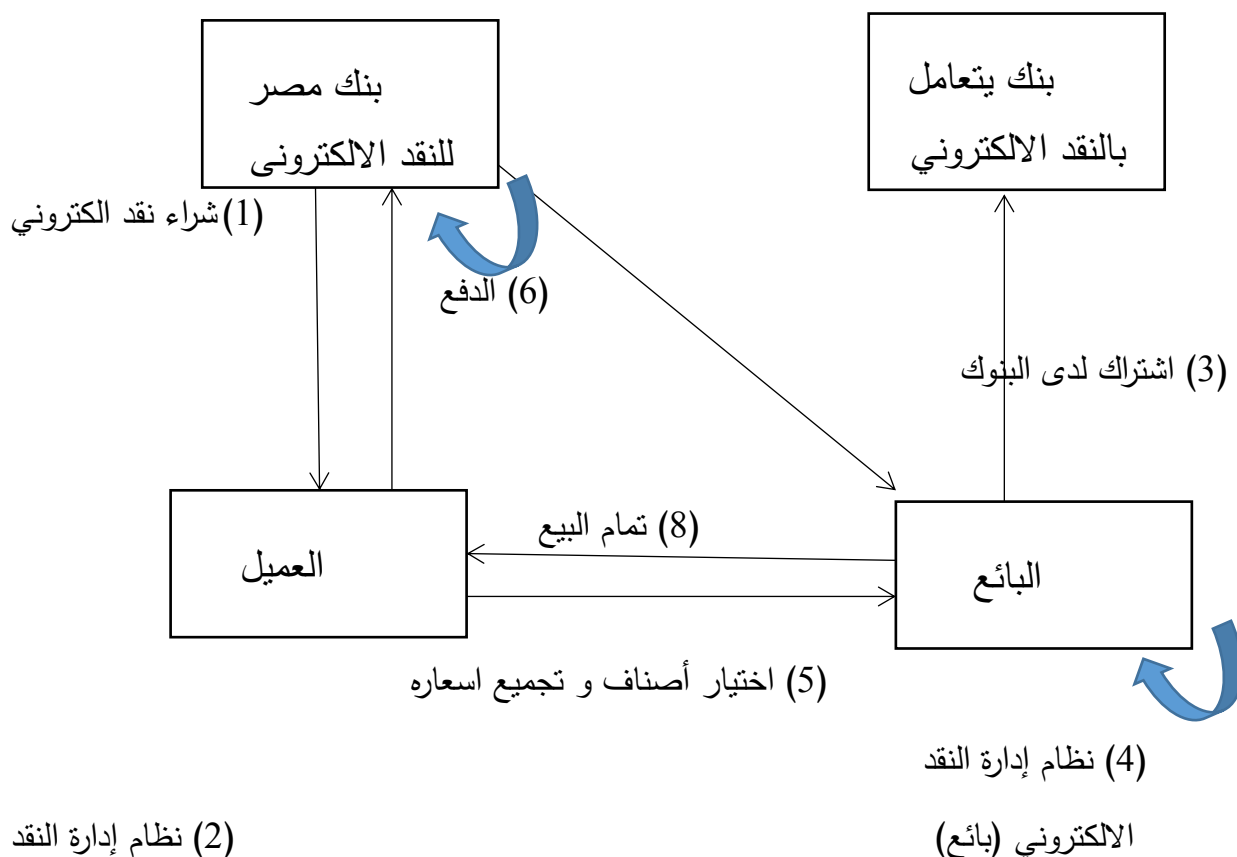 بنك مصر
للنقد الالكترونى
بنك يتعامل
بالنقد الالكتروني
(1) شراء نقد الكتروني
(6) الدفع
(3) اشتراك لدى البنوك
(8) تمام البيع
العميل
البائع
(5) اختيار أصناف و تجميع اسعاره
(4) نظام إدارة النقد
الالكتروني (بائع)
(2) نظام إدارة النقد